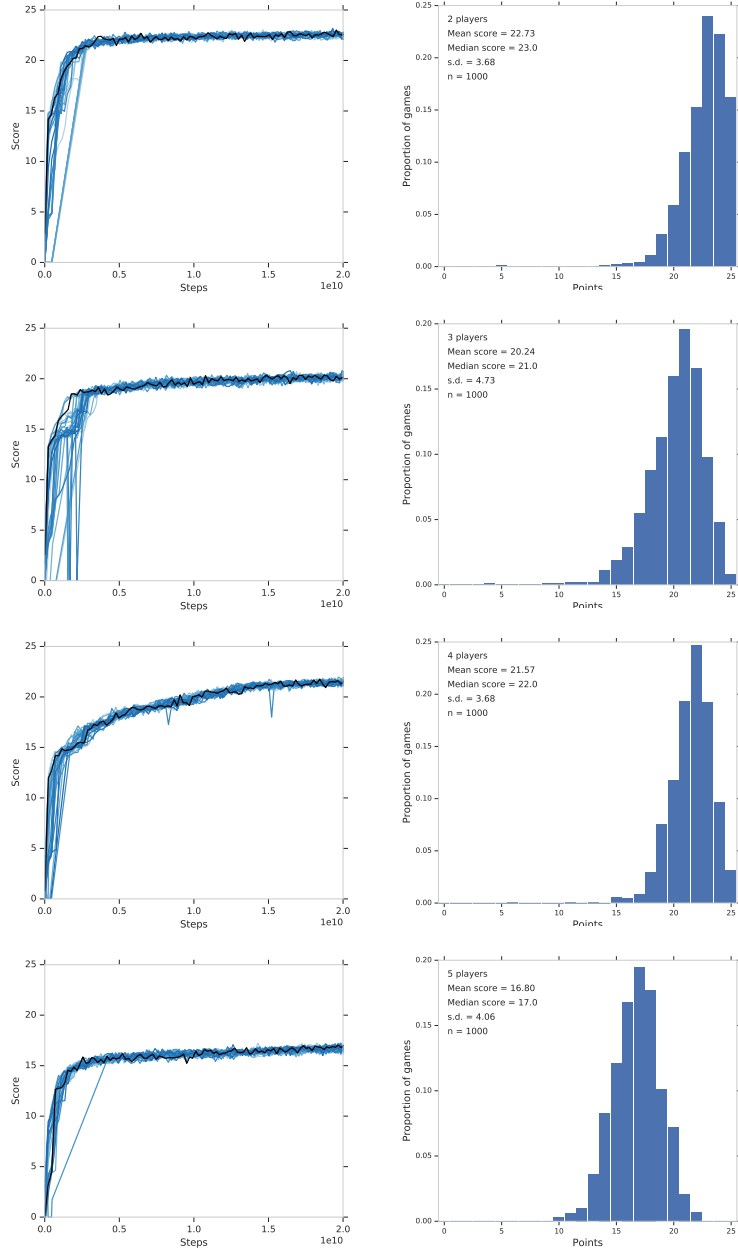 25
20
15
10
5
0
Score
0.0 0.5 1.0 1.5 2.0
1e10
Steps
0.25
0.20
0.15
0.10
0.05
0.00
Proportion of games
2 players
Mean score = 22.73
Median score = 23.0
s.d. = 3.68
n = 1000
0 5 10 15 20 25
Points
25
20
15
10
5
0
Score
0.0 0.5 1.0 1.5 2.0
1e10
Steps
0.20
0.15
0.10
0.05
0.00
Proportion of games
3 players
Mean score = 20.24
Median score = 21.0
s.d. = 4.73
n = 1000
0 5 10 15 20 25
Points
25
20
15
10
5
0
Score
0.0 0.5 1.0 1.5 2.0
1e10
Steps
0.25
0.20
0.15
0.10
0.05
0.00
Proportion of games
4 players
Mean score = 21.57
Median score = 22.0
s.d. = 3.68
n = 1000
0 5 10 15 20 25
Points
25
20
15
10
5
0
Score
0.0 0.5 1.0 1.5 2.0
1e10
Steps
0.20
0.15
0.10
0.05
0.00
Proportion of games
5 players
Mean score = 16.80
Median score = 17.0
s.d. = 4.06
n = 1000
0 5 10 15 20 25
Points